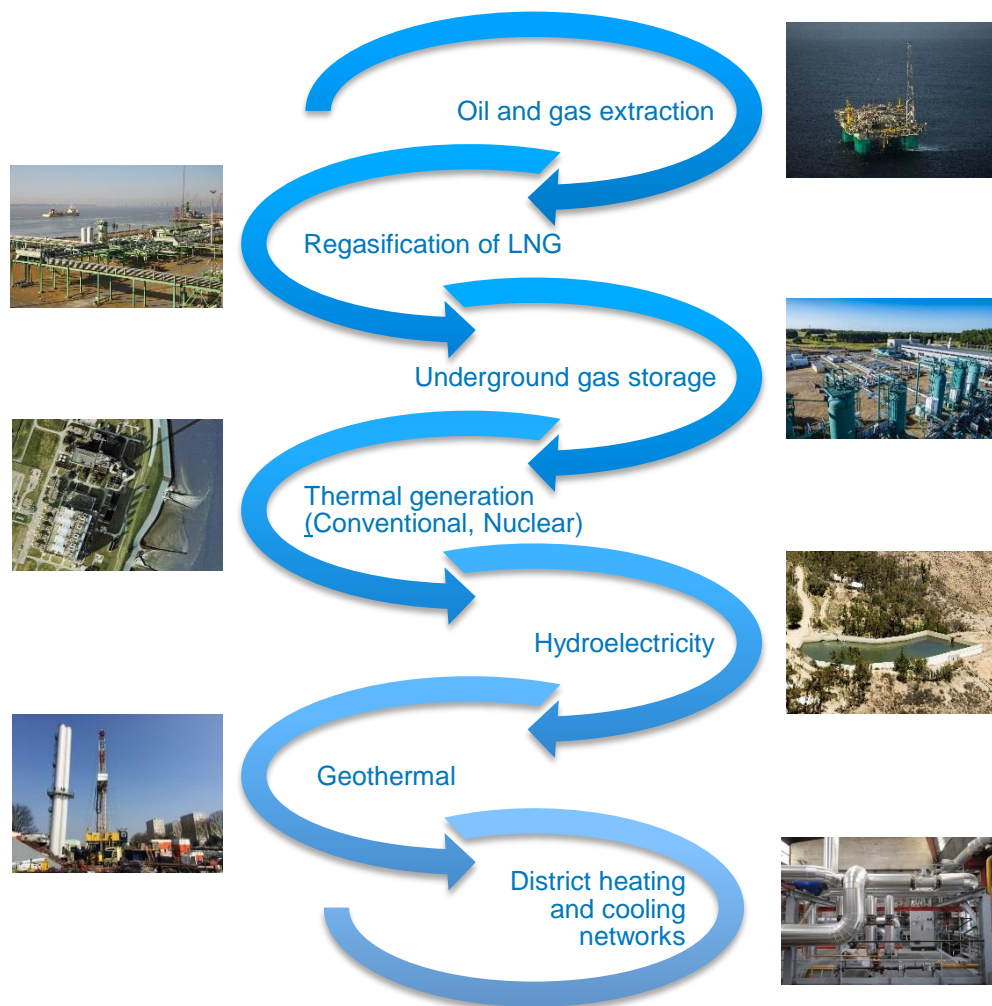 Oil and gas extraction
Regasification of LNG
Underground gas storage
Thermal generation
(Conventional, Nuclear)
Hydroelectricity
Geothermal
District heating
and cooling
networks